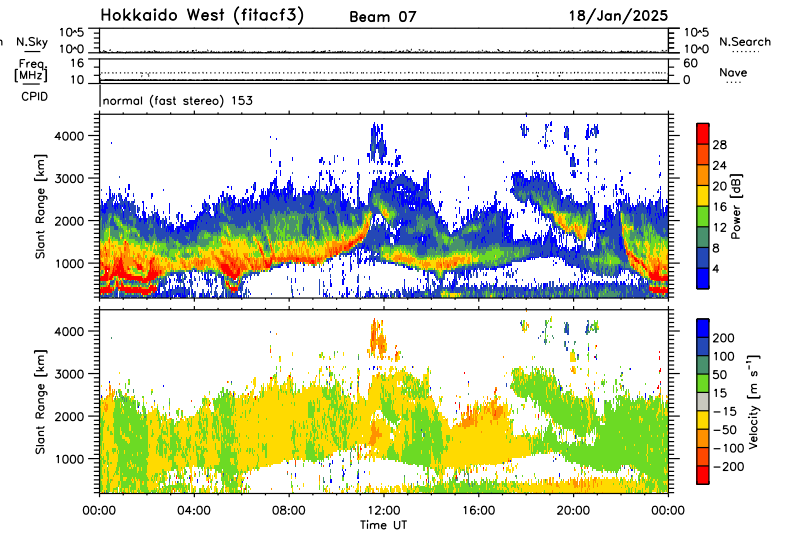 Hokkaido West (fitacf3) Beam 07 18/Jan/2025
N.Sky 10^5 10^0 10^5 10^0 N.Search
Freq. [MHz] 16 10 60 0 Nave
CPID normal (fast stereo) 153
Slant Range [km] 4000 3000 2000 1000
28 24 20 16 12 8 4 Power [dB]
Slant Range [km] 4000 3000 2000 1000
200 100 50 15 −15 −50 −100 −200 Velocity [m s⁻¹]
00:00 04:00 08:00 12:00 16:00 20:00 00:00
Time UT